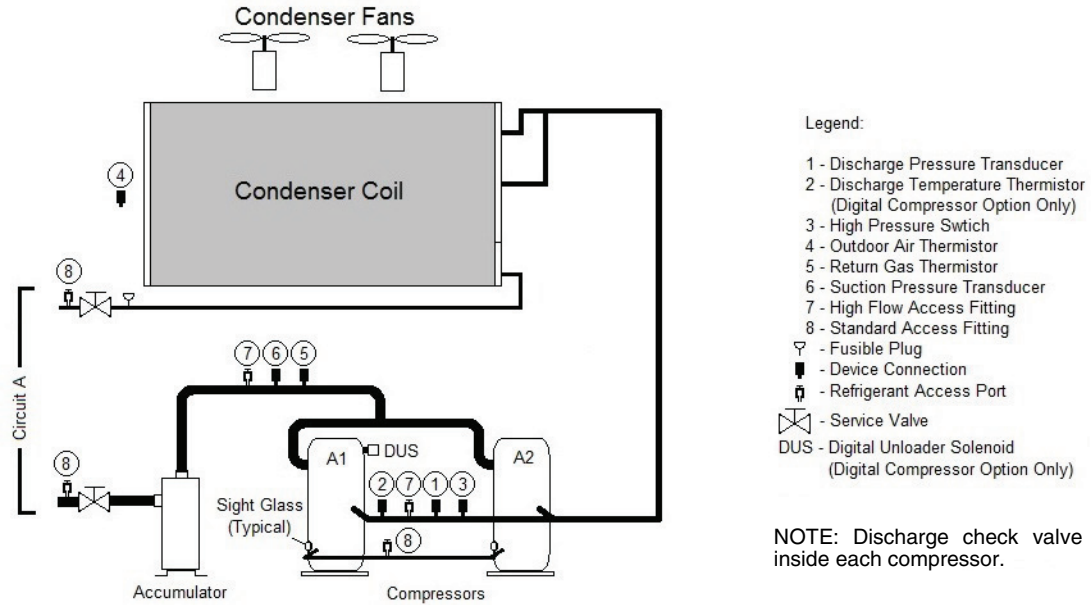 Condenser Fans
Condenser Coil
4
8
Circuit A
7
6
5
8
A1
DUS
A2
2
7
1
3
Sight Glass
(Typical)
8
Accumulator
Compressors
Legend:
1 - Discharge Pressure Transducer
2 - Discharge Temperature Thermistor
(Digital Compressor Option Only)
3 - High Pressure Swtich
4 - Outdoor Air Thermistor
5 - Return Gas Thermistor
6 - Suction Pressure Transducer
7 - High Flow Access Fitting
8 - Standard Access Fitting
- Fusible Plug
- Device Connection
- Refrigerant Access Port
- Service Valve
DUS - Digital Unloader Solenoid
(Digital Compressor Option Only)
NOTE: Discharge check valve
inside each compressor.